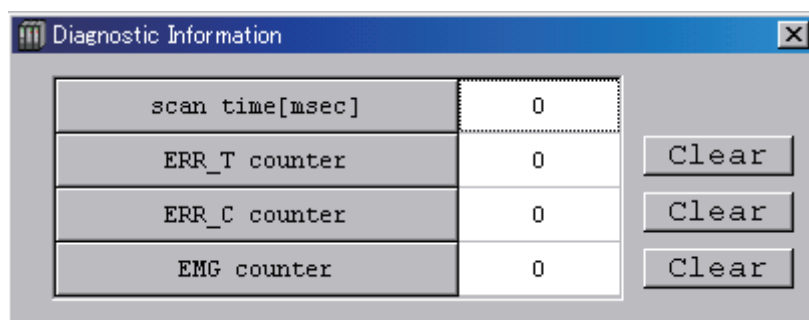 Diagnostic Information
scan time[msec] 0
ERR_T counter 0 Clear
ERR_C counter 0 Clear
EMG counter 0 Clear